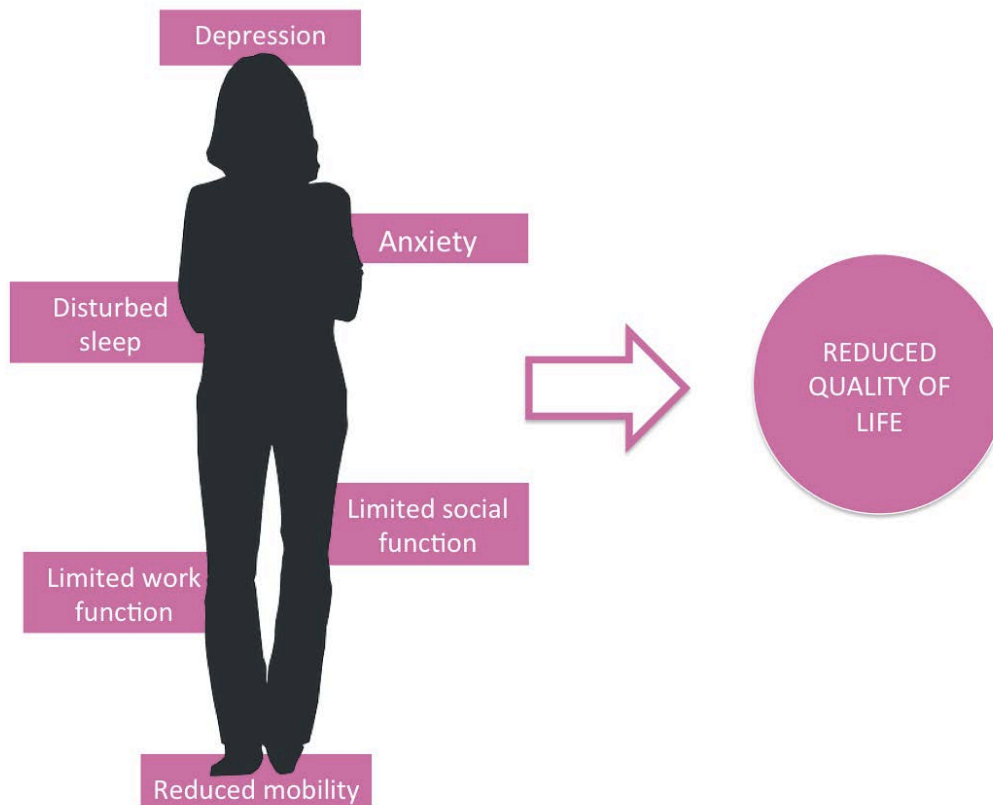 Depression
Anxiety
Disturbed
sleep
REDUCED
QUALITY OF
LIFE
Limited social
function
Limited work
function
Reduced mobility